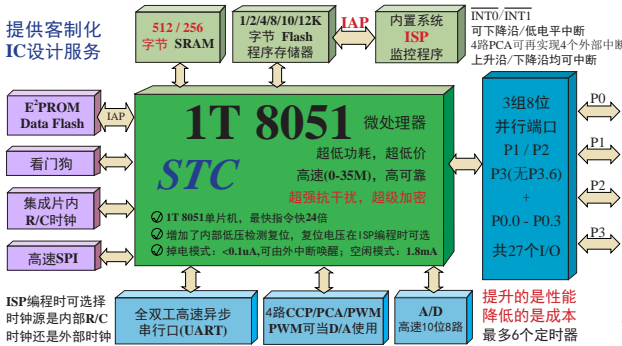 提供客制化
IC设计服务
512 / 256
字节 SRAM
1/2/4/8/10/12K
字节 Flash
程序存储器
IAP
内置系统
ISP
监控程序
INT0/INT1
可下降沿/低电平中断
4路PCA可再实现4个外部中断
上升沿/下降沿均可中断
E²PROM
Data Flash
IAP
看门狗
集成片内
R/C时钟
高速SPI
1T 8051 微处理器
STC
超低功耗，超低价
高速(0-35M)，高可靠
超强抗干扰，超级加密
1T 8051单片机，最快指令快24倍
增加了内部低压检测复位，复位电压在ISP编程时可选
掉电模式：<0.1uA,可由外中断唤醒；空闲模式：1.8mA
3组8位
并行端口
P1 / P2
P3(无P3.6)
+
P0.0 - P0.3
共27个I/O
P0
P1
P2
P3
ISP编程时可选择
时钟源是内部R/C
时钟还是外部时钟
全双工高速异步
串行口(UART)
4路CCP/PCA/PWM
PWM可当D/A使用
A/D
高速10位8路
提升的是性能
降低的是成本
最多6个定时器